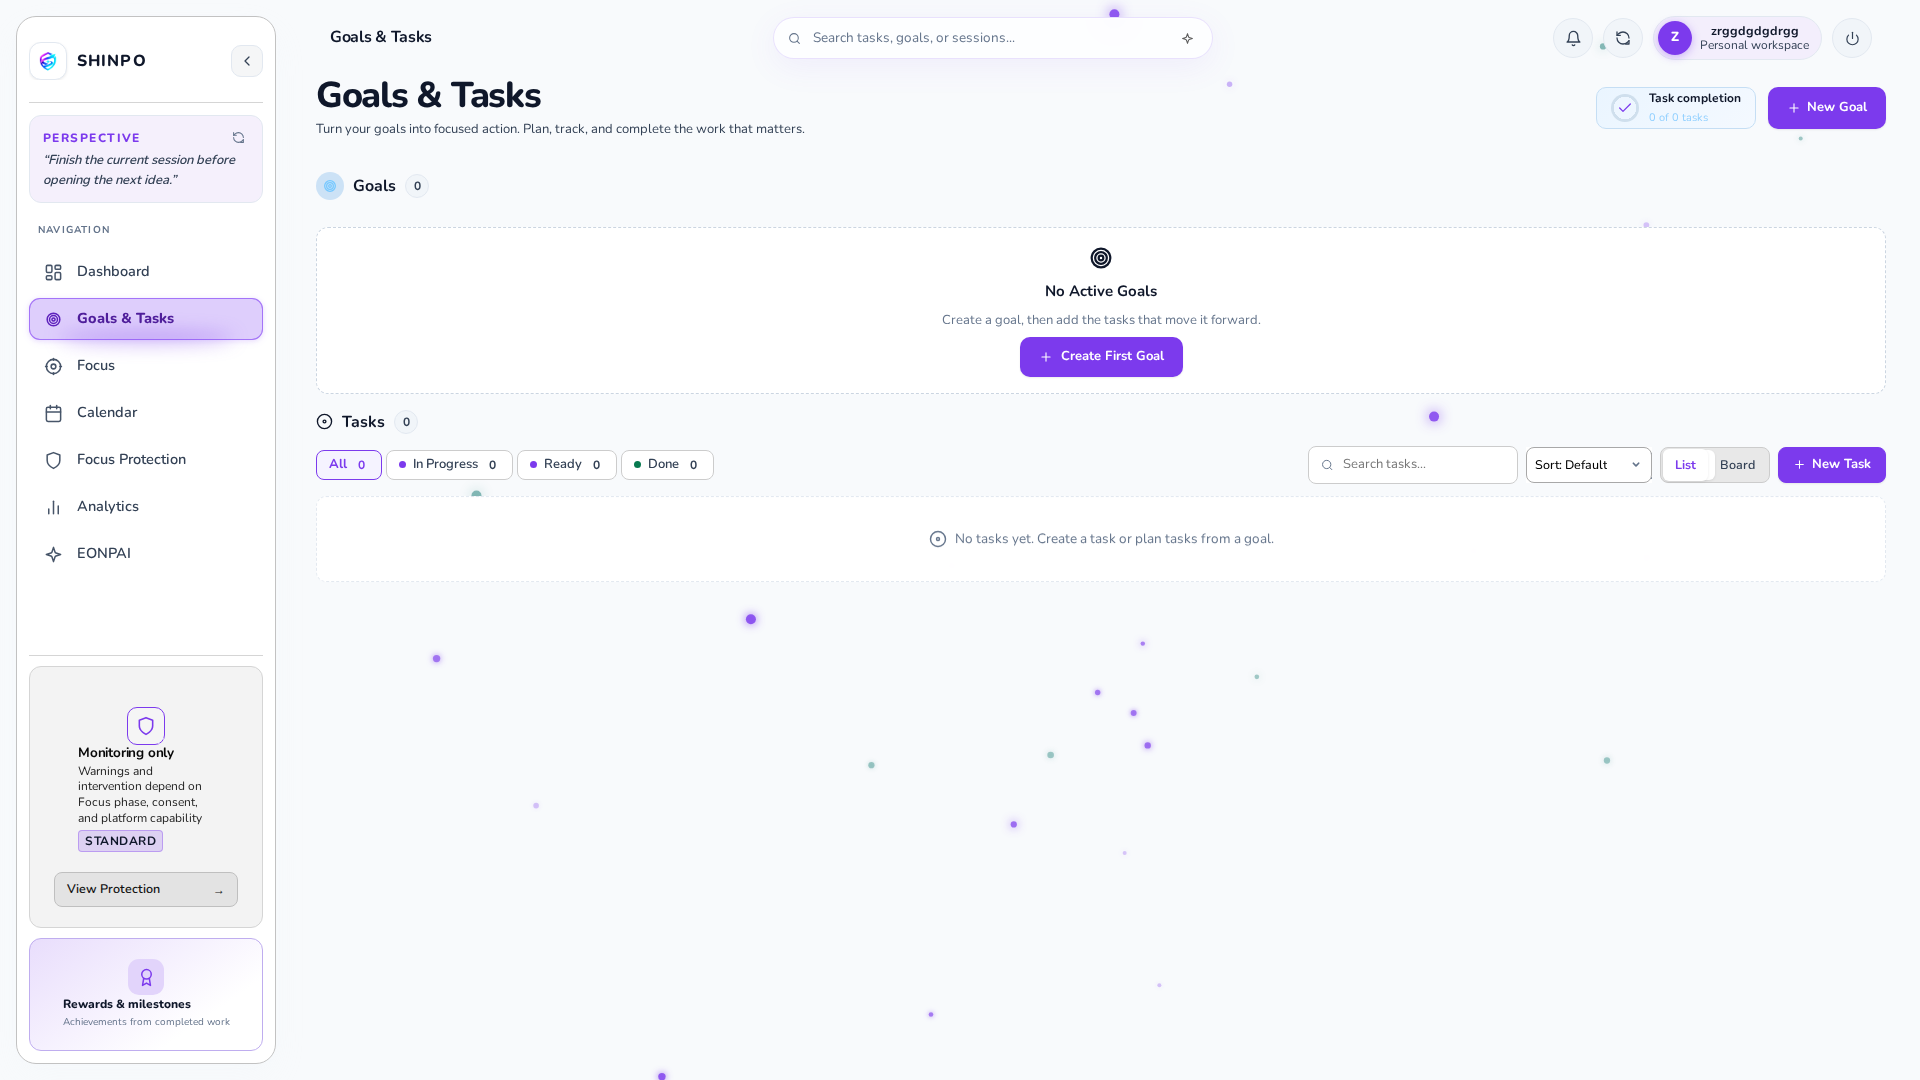 SHINPO
PERSPECTIVE
“Finish the current session before
opening the next idea.”
NAVIGATION
Dashboard
Goals & Tasks
Focus
Calendar
Focus Protection
Analytics
EONPAI
Monitoring only
Warnings and
intervention depend on
Focus phase, consent,
and platform capability
STANDARD
View Protection →
Rewards & milestones
Achievements from completed work
Goals & Tasks
Search tasks, goals, or sessions...
Z
zrggdgdgdrgg
Personal workspace
Goals & Tasks
Turn your goals into focused action. Plan, track, and complete the work that matters.
Task completion
0 of 0 tasks
New Goal
Goals 0
No Active Goals
Create a goal, then add the tasks that move it forward.
Create First Goal
Tasks 0
All 0 In Progress 0 Ready 0 Done 0
Search tasks... Sort: Default List Board New Task
No tasks yet. Create a task or plan tasks from a goal.